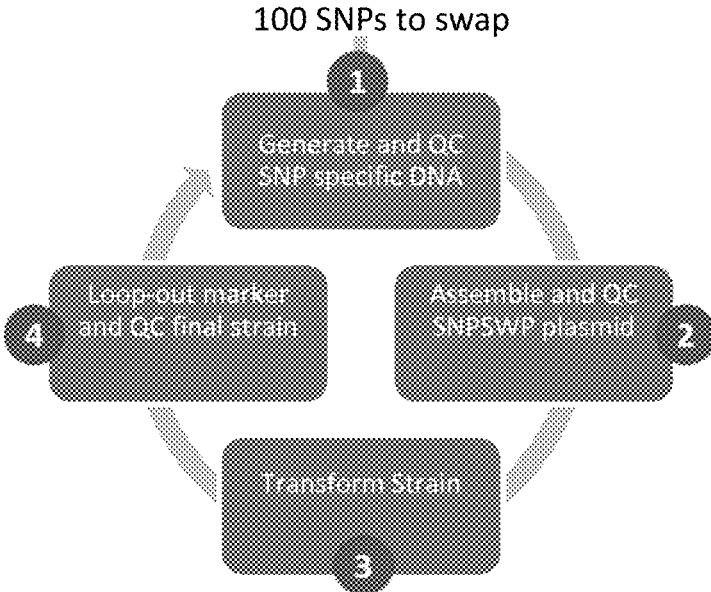 100 SNPs to swap
1
Generate and QC
SNP specific DNA
Assemble and QC
SNPSWP plasmid
2
Transform Strain
3
Loop-out marker
and QC final strain
4